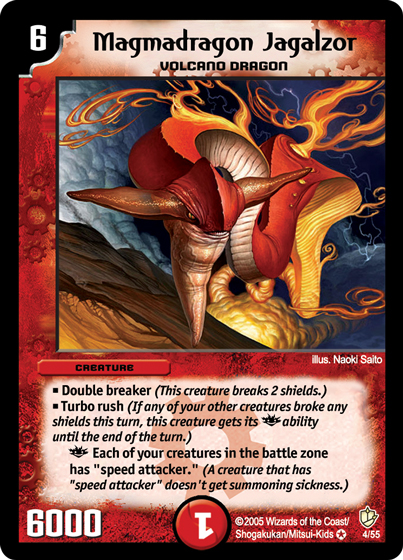 6
Magmadragon Jagalzor
VOLCANO DRAGON
illus. Naoki Saito
CREATURE
▪ Double breaker (This creature breaks 2 shields.)
▪ Turbo rush (If any of your other creatures broke any
shields this turn, this creature gets its ability
until the end of the turn.)
Each of your creatures in the battle zone
has "speed attacker." (A creature that has
"speed attacker" doesn't get summoning sickness.)
6000
1
©2005 Wizards of the Coast/
Shogakukan/Mitsui-Kids ✪
4/55